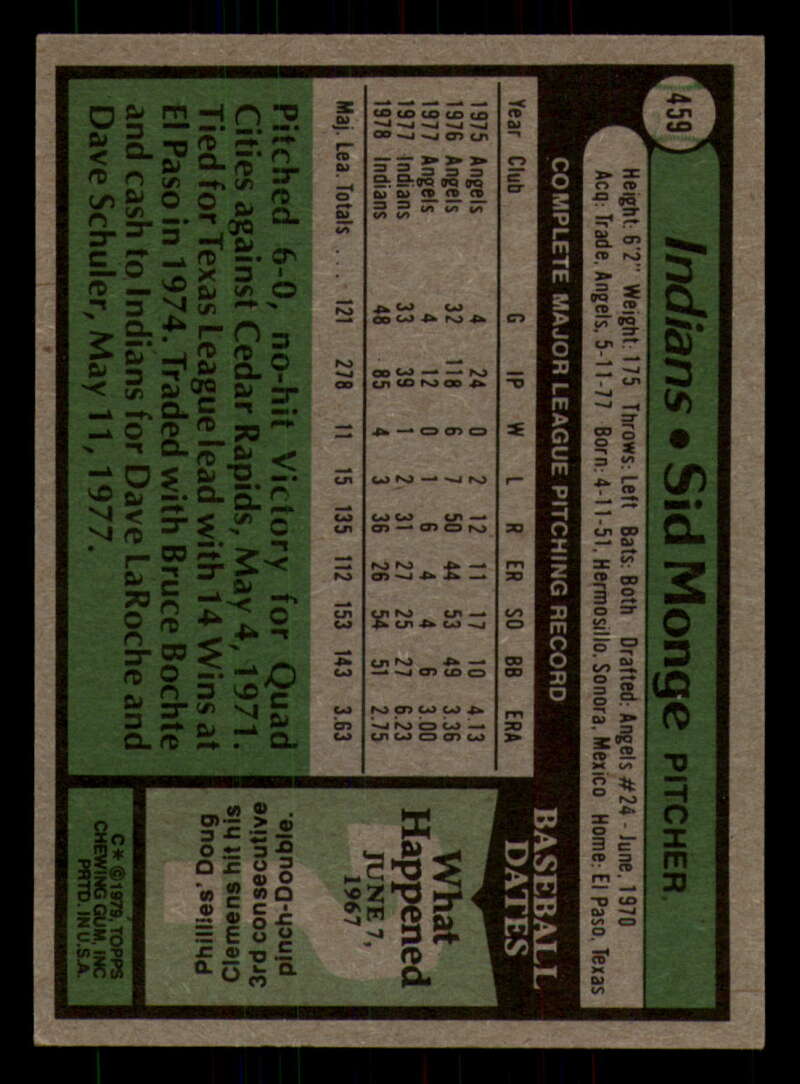 459
Indians • Sid Monge PITCHER
Height: 6'2" Weight: 175 Throws: Left Bats: Both Drafted: Angels #24 - June, 1970
Acq: Trade, Angels, 5-11-77 Born: 4-11-51, Hermosillo, Sonora, Mexico Home: El Paso, Texas
COMPLETE MAJOR LEAGUE PITCHING RECORD
Year Club G IP W L R ER SO BB ERA
1975 Angels 4 24 0 2 12 11 17 10 4.13
1976 Angels 32 118 6 7 50 44 53 49 3.36
1977 Angels 4 12 0 1 6 4 4 6 3.00
1977 Indians 33 39 1 2 31 27 25 27 6.23
1978 Indians 48 85 4 3 36 26 54 51 2.75
Maj. Lea. Totals .... 121 278 11 15 135 112 153 143 3.63
Pitched 6-0, no-hit Victory for Quad
Cities against Cedar Rapids, May 4, 1971.
Tied for Texas League lead with 14 Wins at
El Paso in 1974. Traded with Bruce Bochte
and cash to Indians for Dave LaRoche and
Dave Schuler, May 11, 1977.
BASEBALL
DATES
What
Happened
JUNE 7,
1967
Phillies' Doug
Clemens hit his
3rd consecutive
pinch-Double.
C* ©1979, TOPPS
CHEWING GUM, INC
PRTD. IN U.S.A.